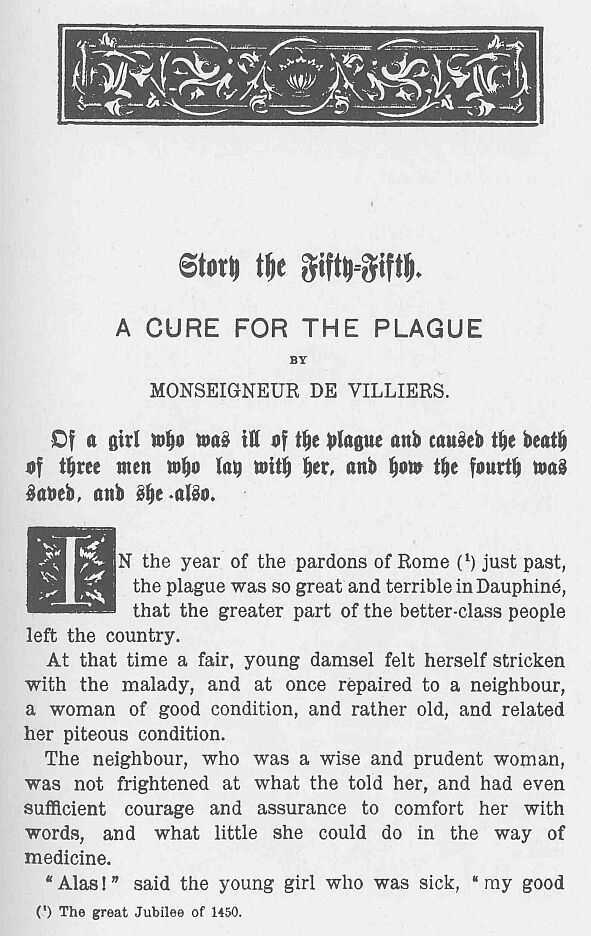 Story the Fifty-Fifth.
A CURE FOR THE PLAGUE
BY
MONSEIGNEUR DE VILLIERS.
Of a girl who was ill of the plague and caused the death
of three men who lay with her, and how the fourth was
saved, and she also.
IN the year of the pardons of Rome (¹) just past,
the plague was so great and terrible in Dauphiné,
that the greater part of the better-class people
left the country.
At that time a fair, young damsel felt herself stricken
with the malady, and at once repaired to a neighbour,
a woman of good condition, and rather old, and related
her piteous condition.
The neighbour, who was a wise and prudent woman,
was not frightened at what the told her, and had even
sufficient courage and assurance to comfort her with
words, and what little she could do in the way of
medicine.
“Alas!” said the young girl who was sick, “my good
(¹) The great Jubilee of 1450.